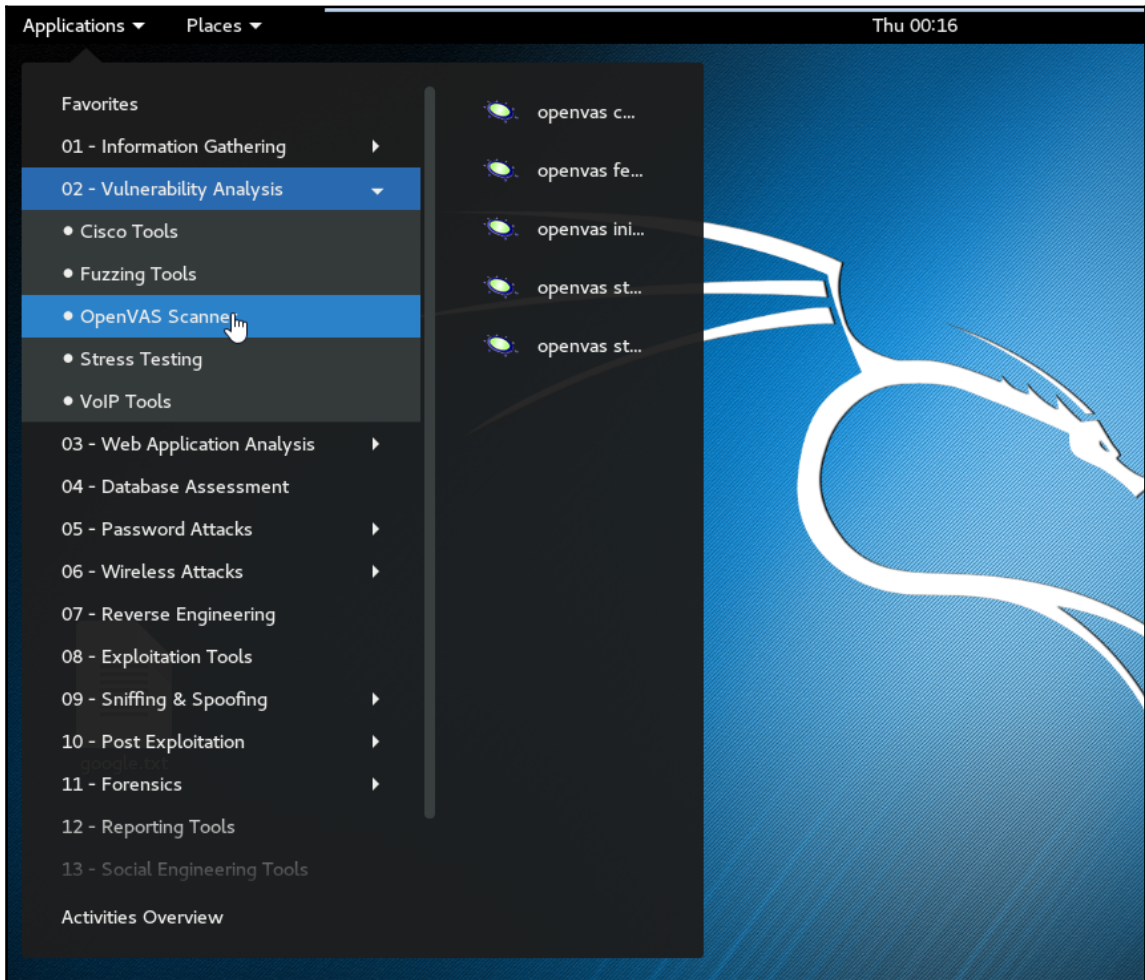 Applications Places Thu 00:16
Favorites
01 - Information Gathering
02 - Vulnerability Analysis
Cisco Tools
Fuzzing Tools
OpenVAS Scanner
Stress Testing
VoIP Tools
03 - Web Application Analysis
04 - Database Assessment
05 - Password Attacks
06 - Wireless Attacks
07 - Reverse Engineering
08 - Exploitation Tools
09 - Sniffing & Spoofing
10 - Post Exploitation
google.txt
11 - Forensics
12 - Reporting Tools
13 - Social Engineering Tools
Activities Overview
openvas c...
openvas fe...
openvas ini...
openvas st...
openvas st...